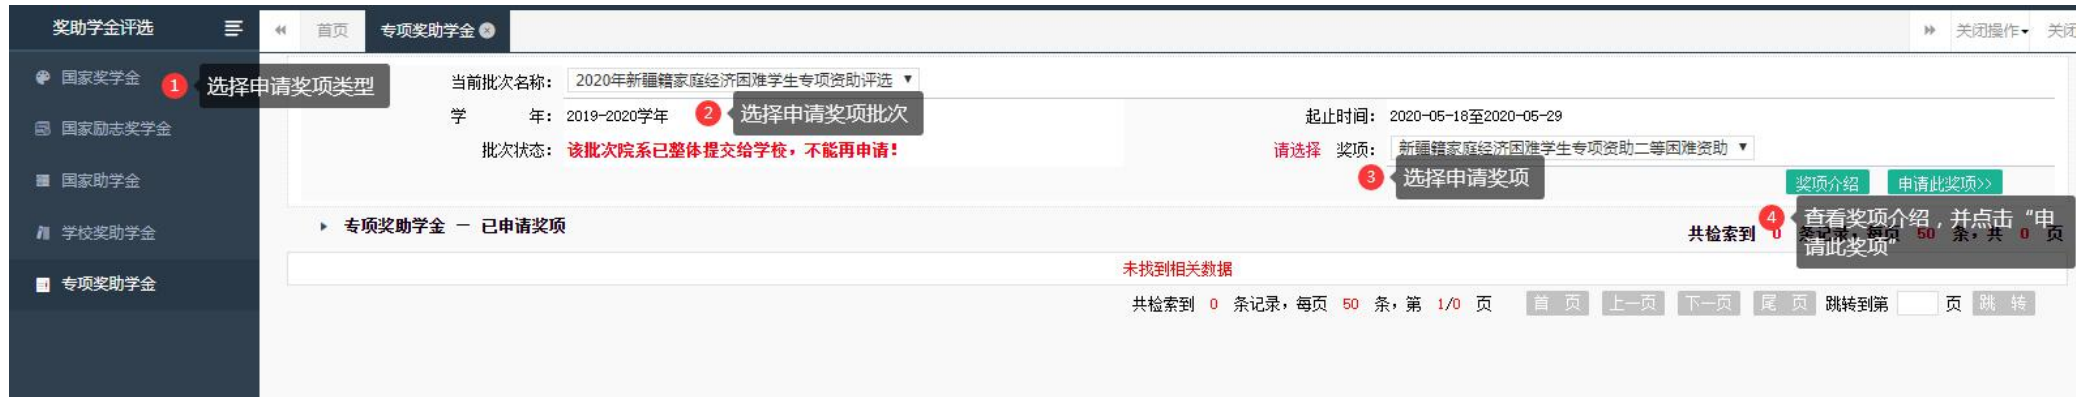 奖助学金评选
首页 专项奖助学金 关闭操作 关闭
国家奖学金
1 选择申请奖项类型
当前批次名称： 2020年新疆籍家庭经济困难学生专项资助评选
学 年： 2019-2020学年
2 选择申请奖项批次
起止时间： 2020-05-18至2020-05-29
国家励志奖学金
批次状态： 该批次院系已整体提交给学校，不能再申请！
请选择 奖项： 新疆籍家庭经济困难学生专项资助二等困难资助
3 选择申请奖项
国家助学金
奖项介绍 申请此奖项>>
学校奖助学金
专项奖助学金 － 已申请奖项
4 查看奖项介绍，并点击“申
请此奖项”
共检索到 0 条记录，每页 50 条，共 0 页
未找到相关数据
专项奖助学金
共检索到 0 条记录，每页 50 条，第 1/0 页 首 页 上一页 下一页 尾 页 跳转到第 页 跳 转